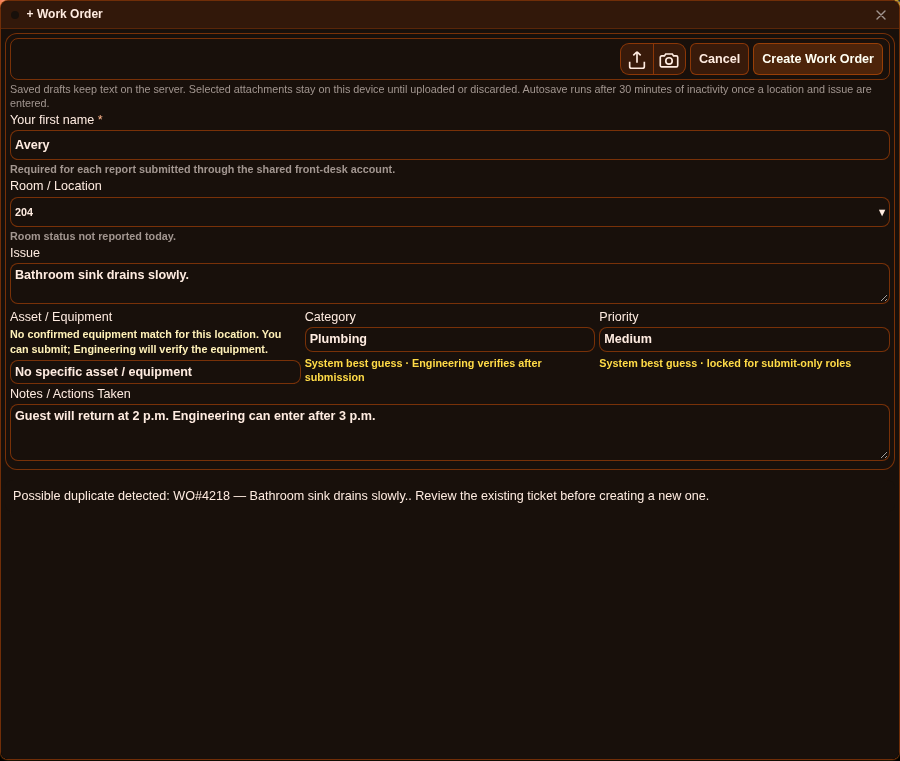 + Work Order
Cancel
Create Work Order
Saved drafts keep text on the server. Selected attachments stay on this device until uploaded or discarded. Autosave runs after 30 minutes of inactivity once a location and issue are
entered.
Your first name *
Avery
Required for each report submitted through the shared front-desk account.
Room / Location
204
Room status not reported today.
Issue
Bathroom sink drains slowly.
Asset / Equipment
No confirmed equipment match for this location. You
can submit; Engineering will verify the equipment.
No specific asset / equipment
Category
Plumbing
System best guess · Engineering verifies after
submission
Priority
Medium
System best guess · locked for submit-only roles
Notes / Actions Taken
Guest will return at 2 p.m. Engineering can enter after 3 p.m.
Possible duplicate detected: WO#4218 — Bathroom sink drains slowly.. Review the existing ticket before creating a new one.